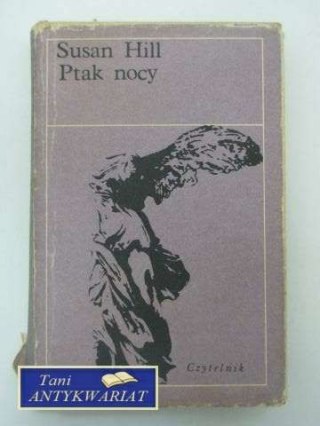 Susan Hill
Ptak nocy
Czytelnik
Tani
ANTYKWARIAT